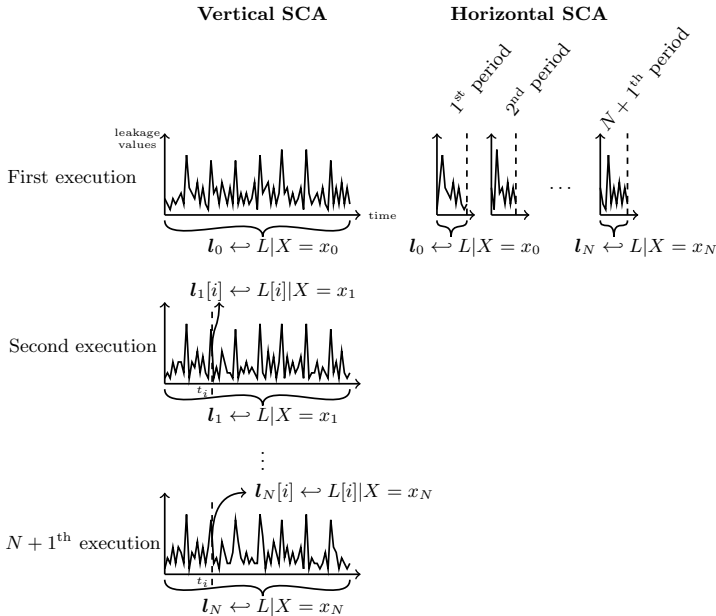 Vertical SCA
Horizontal SCA
1st period
2nd period
N + 1th period
leakage
values
First execution
time
. . .
l0 ↩ L|X = x0
l0 ↩ L|X = x0
lN ↩ L|X = xN
l1[i] ↩ L[i]|X = x1
Second execution
ti
l1 ↩ L|X = x1
⋮
lN[i] ↩ L[i]|X = xN
N + 1th execution
ti
lN ↩ L|X = xN